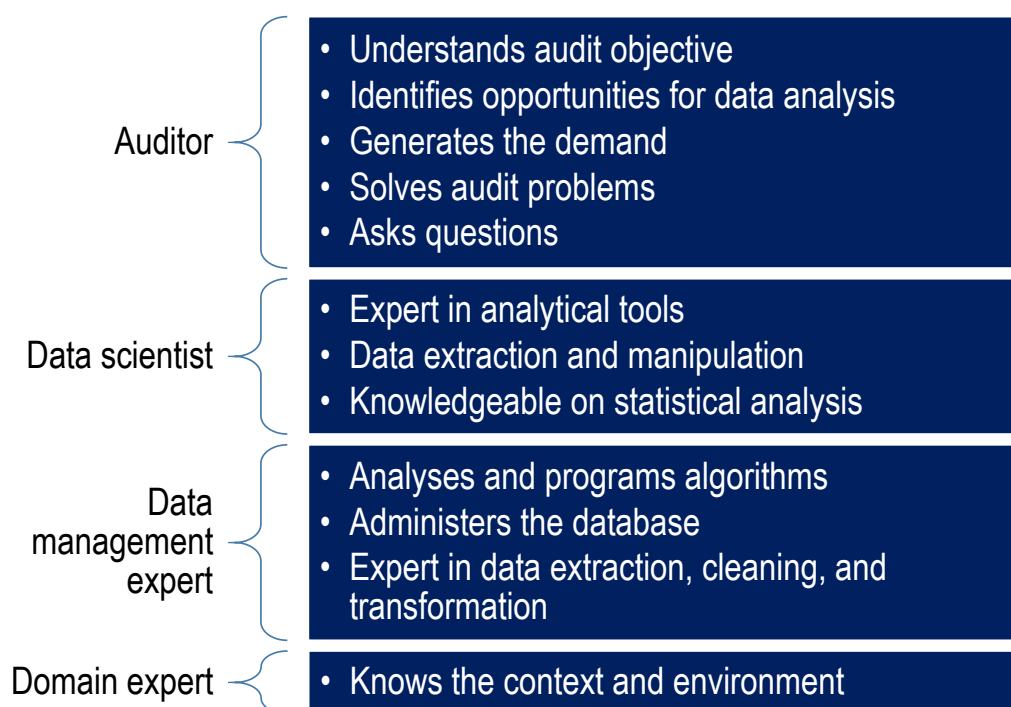 Auditor
• Understands audit objective
• Identifies opportunities for data analysis
• Generates the demand
• Solves audit problems
• Asks questions
Data scientist
• Expert in analytical tools
• Data extraction and manipulation
• Knowledgeable on statistical analysis
Data
management
expert
• Analyses and programs algorithms
• Administers the database
• Expert in data extraction, cleaning, and
transformation
Domain expert
• Knows the context and environment